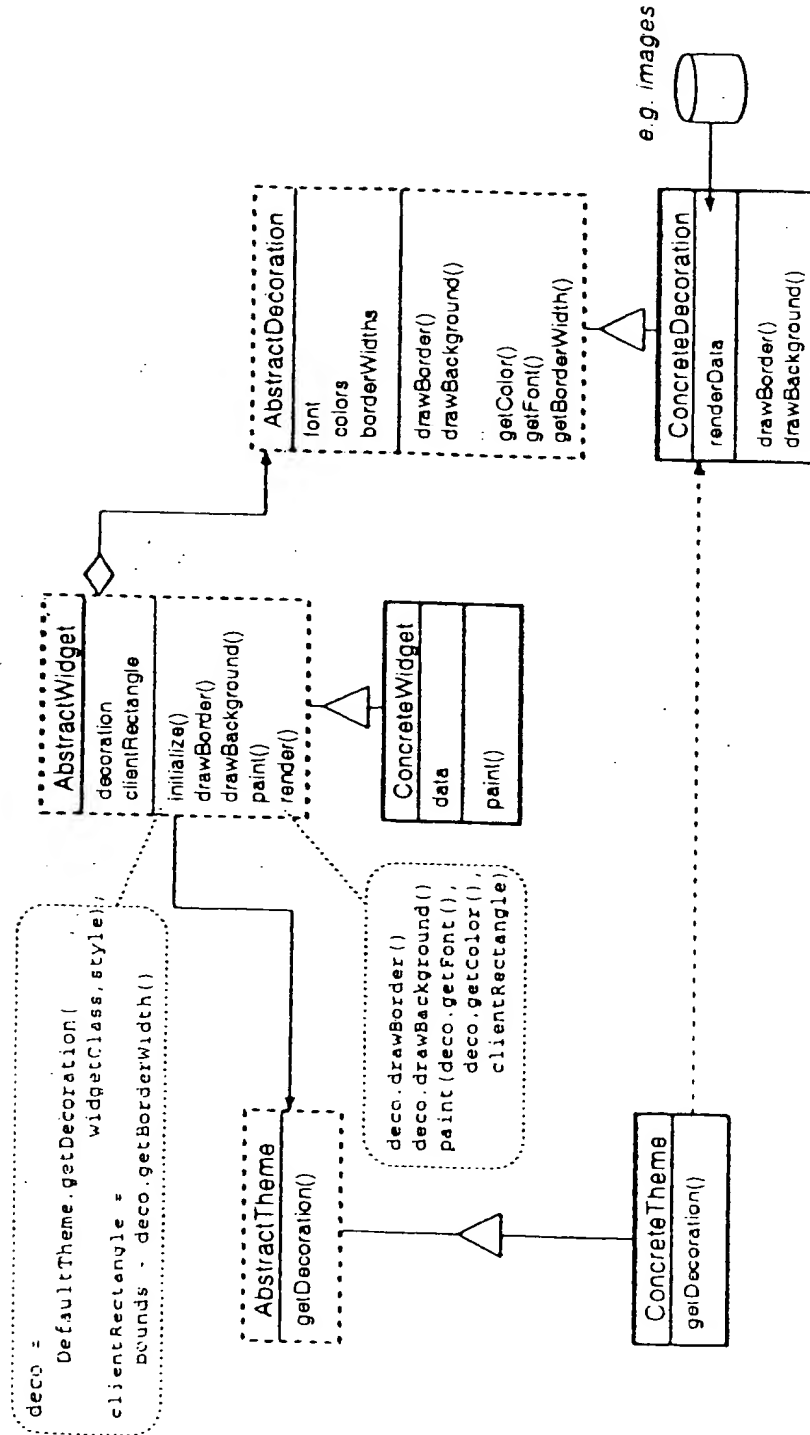 deco =
DefaultTheme.getDecoration(
widgetClass,style),
clientRectangle =
bounds - deco.getBorderWidth()
AbstractWidget
decoration
clientRectangle
initialize()
drawBorder()
drawBackground()
paint()
render()
AbstractDecoration
font
colors
borderWidths
drawBorder()
drawBackground()
getColor()
getFont()
getBorderWidth()
AbstractTheme
getDecoration()
deco.drawBorder()
deco.drawBackground()
paint(deco.getFont(),
deco.getColor(),
clientRectangle)
ConcreteWidget
data
paint()
e.g. images
ConcreteTheme
getDecoration()
ConcreteDecoration
renderData
drawBorder()
drawBackground()